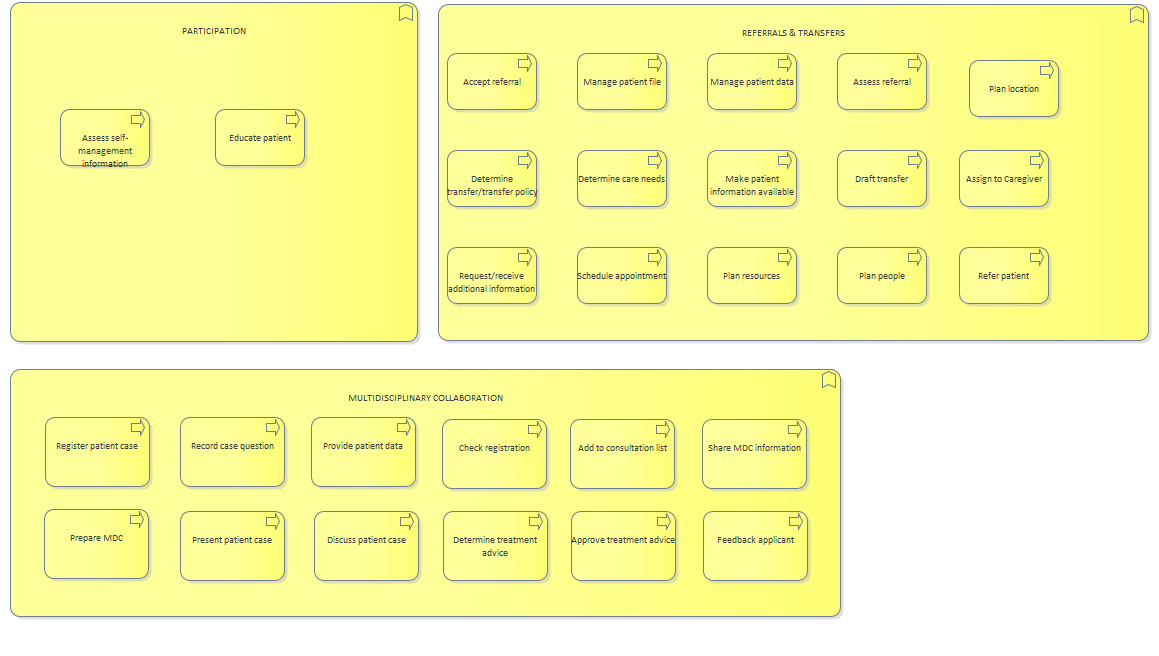 PARTICIPATION
Assess self-
management
information
Educate patient
REFERRALS & TRANSFERS
Accept referral
Manage patient file
Manage patient data
Assess referral
Plan location
Determine
transfer/transfer policy
Determine care needs
Make patient
information available
Draft transfer
Assign to Caregiver
Request/receive
additional information
Schedule appointment
Plan resources
Plan people
Refer patient
MULTIDISCIPLINARY COLLABORATION
Register patient case
Record case question
Provide patient data
Check registration
Add to consultation list
Share MDC information
Prepare MDC
Present patient case
Discuss patient case
Determine treatment
advice
Approve treatment advice
Feedback applicant